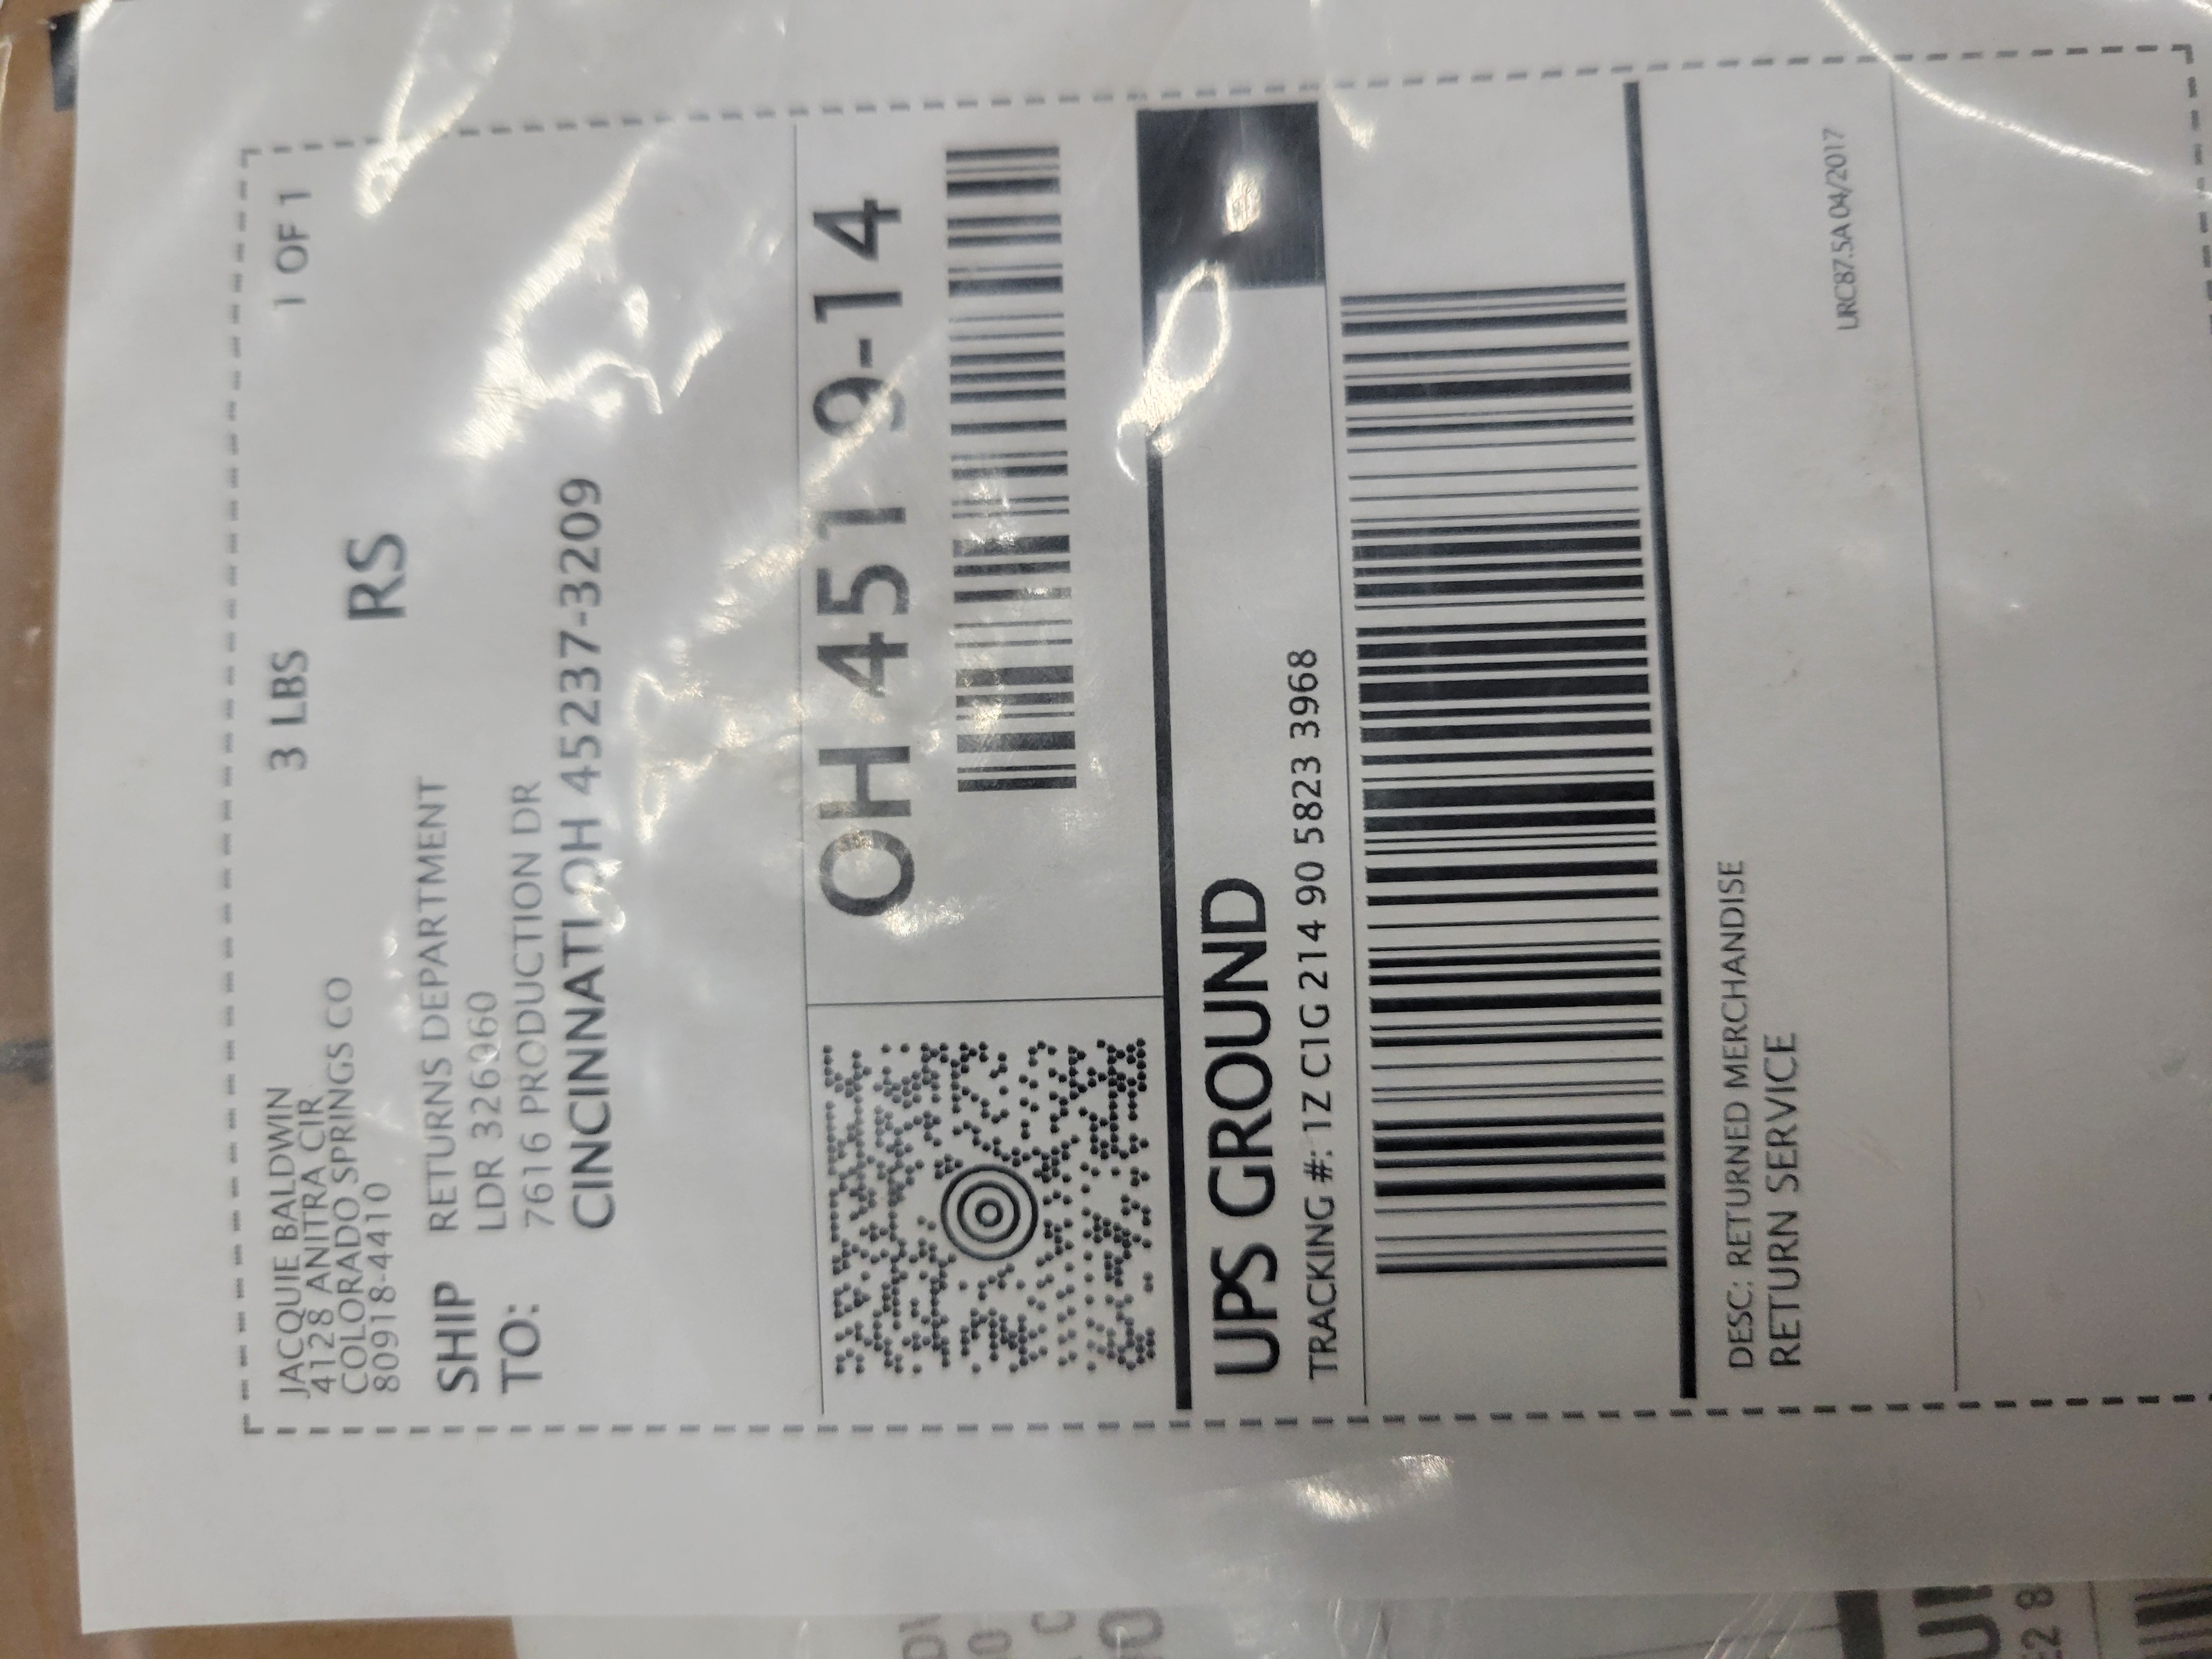 JACQUIE BALDWIN
4128 ANITRA CIR
COLORADO SPRINGS CO
80918-4410
3 LBS
1 OF 1
RS
SHIP TO:
RETURNS DEPARTMENT
LDR 326960
7616 PRODUCTION DR
CINCINNATI OH 45237-3209
OH 451 9-14
UPS GROUND
TRACKING #: 1Z C1G 214 90 5823 3968
DESC: RETURNED MERCHANDISE
RETURN SERVICE
URC87.5A 04/2017